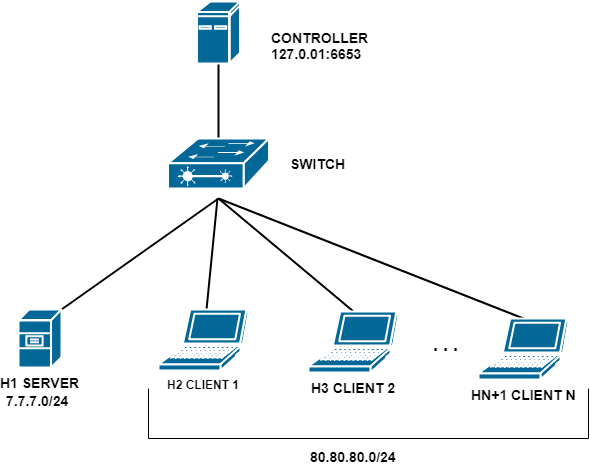 CONTROLLER
127.0.01:6653
SWITCH
H1 SERVER
7.7.7.0/24
H2 CLIENT 1
H3 CLIENT 2
. . .
HN+1 CLIENT N
80.80.80.0/24